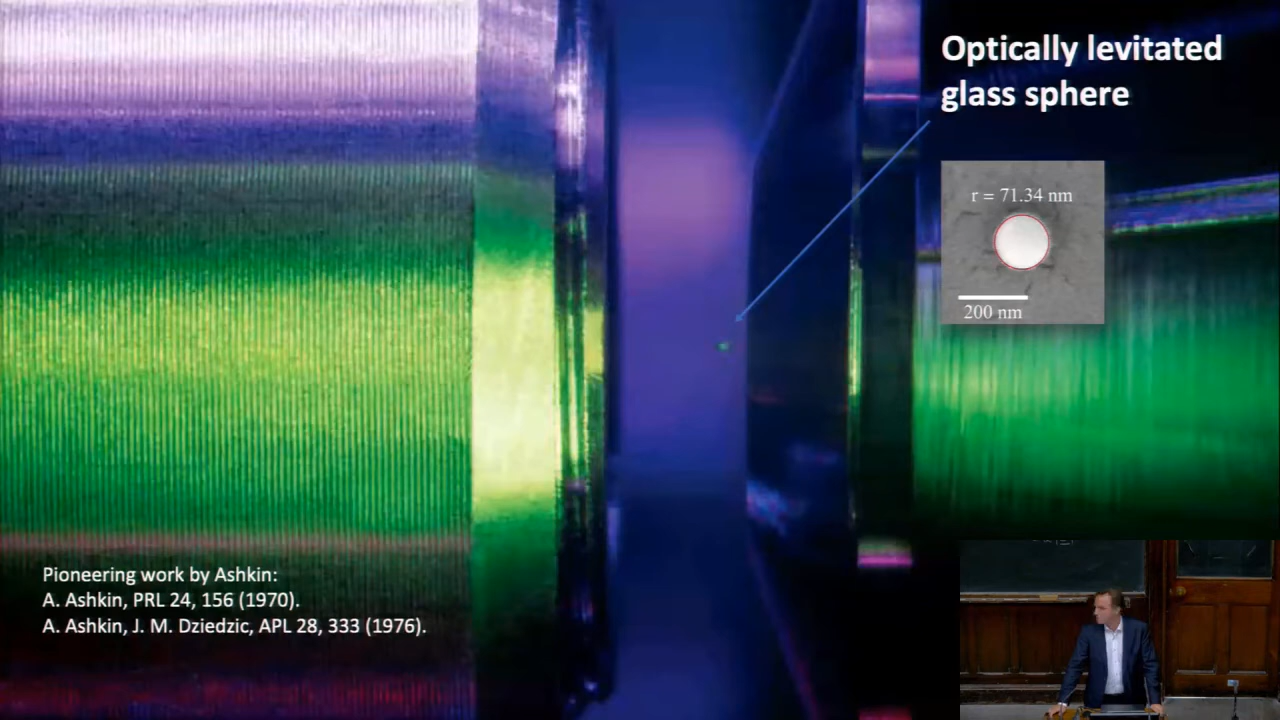 Optically levitated
glass sphere
r = 71.34 nm
200 nm
Pioneering work by Ashkin:
A. Ashkin, PRL 24, 156 (1970).
A. Ashkin, J. M. Dziedzic, APL 28, 333 (1976).